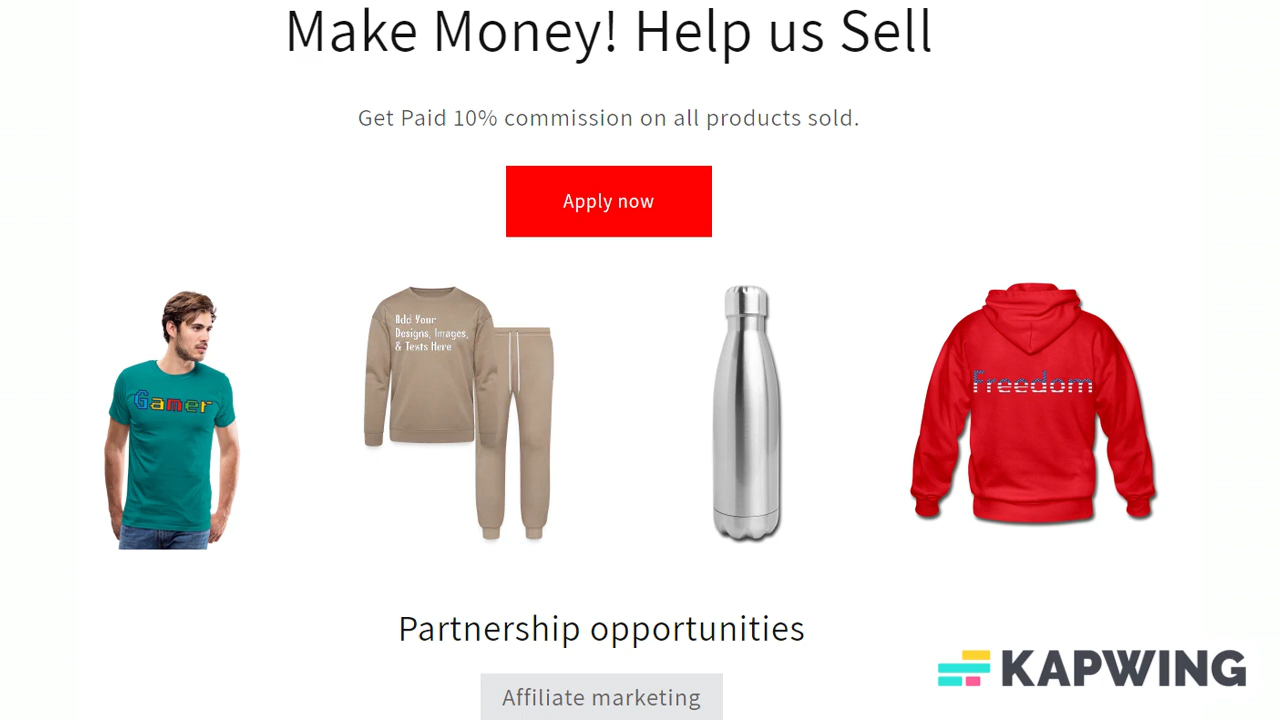 Make Money! Help us Sell
Get Paid 10% commission on all products sold.
Apply now
Gamer
Add Your
Designs, Images,
& Texts Here
Freedom
Partnership opportunities
KAPWING
Affiliate marketing